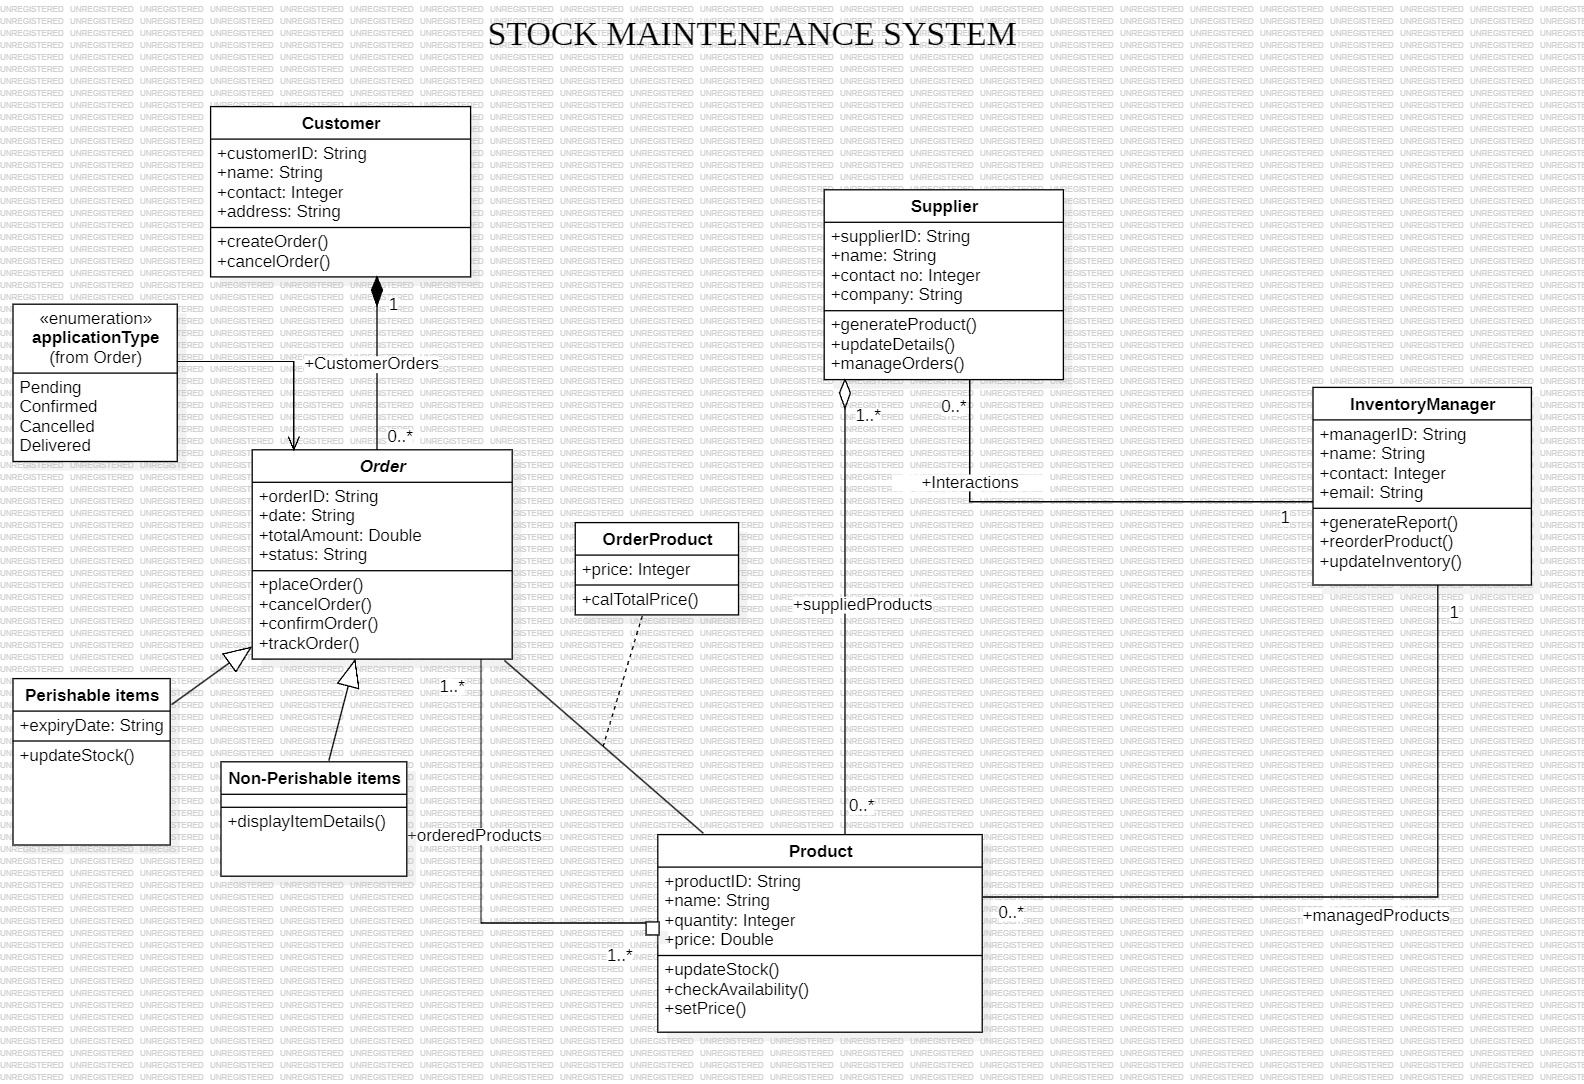 STOCK MAINTENEANCE SYSTEM
Customer
+customerID: String
+name: String
+contact: Integer
+address: String
+createOrder()
+cancelOrder()
1
+CustomerOrders
0..*
«enumeration»
applicationType
(from Order)
Pending
Confirmed
Cancelled
Delivered
Order
+orderID: String
+date: String
+totalAmount: Double
+status: String
+placeOrder()
+cancelOrder()
+confirmOrder()
+trackOrder()
Perishable items
+expiryDate: String
+updateStock()
Non-Perishable items
+displayItemDetails()
1..*
+orderedProducts
1..*
OrderProduct
+price: Integer
+calTotalPrice()
Supplier
+supplierID: String
+name: String
+contact no: Integer
+company: String
+generateProduct()
+updateDetails()
+manageOrders()
1..*
+suppliedProducts
0..*
0..*
+Interactions
1
InventoryManager
+managerID: String
+name: String
+contact: Integer
+email: String
+generateReport()
+reorderProduct()
+updateInventory()
1
+managedProducts
0..*
Product
+productID: String
+name: String
+quantity: Integer
+price: Double
+updateStock()
+checkAvailability()
+setPrice()
UNREGISTERED